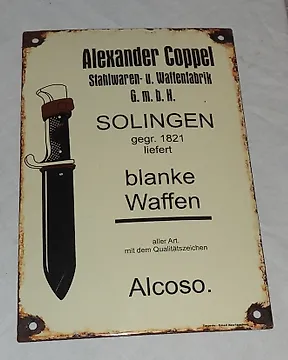 Alexander Coppel
Stahlwaren- u. Waffenfabrik
G. m. b. H.
SOLINGEN
gegr. 1821
liefert
blanke
Waffen
aller Art.
mit dem Qualitätszeichen
Alcoso.